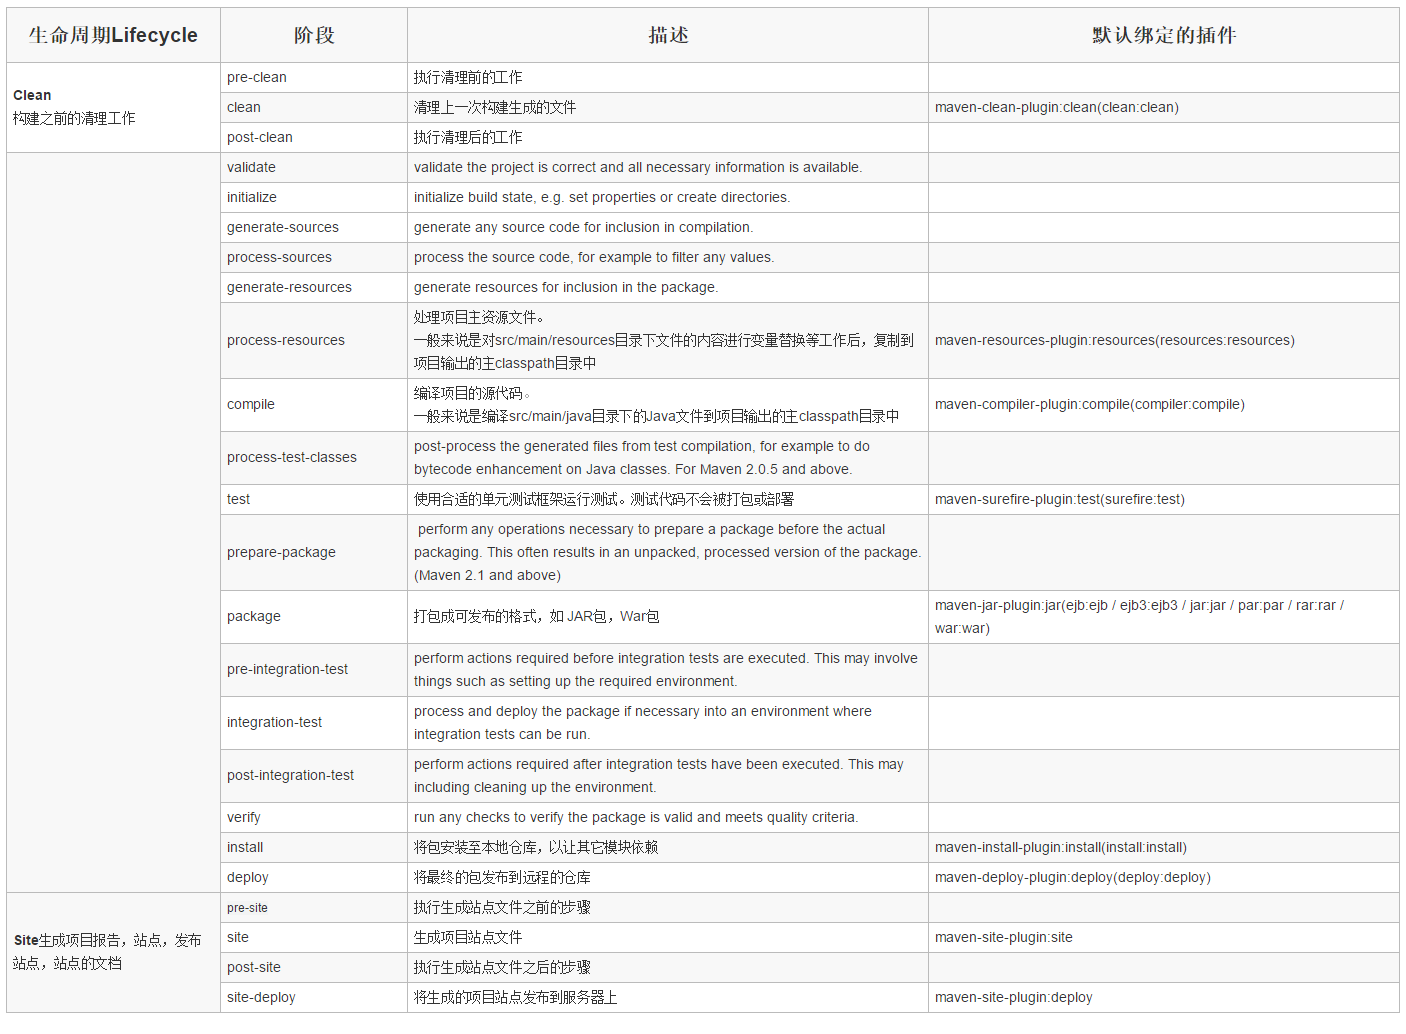 生命周期Lifecycle
阶段
描述
默认绑定的插件
Clean
构建之前的清理工作
pre-clean
执行清理前的工作
clean
清理上一次构建生成的文件
maven-clean-plugin:clean(clean:clean)
post-clean
执行清理后的工作
validate
validate the project is correct and all necessary information is available.
initialize
initialize build state, e.g. set properties or create directories.
generate-sources
generate any source code for inclusion in compilation.
process-sources
process the source code, for example to filter any values.
generate-resources
generate resources for inclusion in the package.
process-resources
处理项目主资源文件。
一般来说是对src/main/resources目录下文件的内容进行变量替换等工作后，复制到
项目输出的主classpath目录中
maven-resources-plugin:resources(resources:resources)
compile
编译项目的源代码。
一般来说是编译src/main/java目录下的Java文件到项目输出的主classpath目录中
maven-compiler-plugin:compile(compiler:compile)
process-test-classes
post-process the generated files from test compilation, for example to do
bytecode enhancement on Java classes. For Maven 2.0.5 and above.
test
使用合适的单元测试框架运行测试。测试代码不会被打包或部署
maven-surefire-plugin:test(surefire:test)
prepare-package
perform any operations necessary to prepare a package before the actual
packaging. This often results in an unpacked, processed version of the package.
(Maven 2.1 and above)
package
打包成可发布的格式，如 JAR包，War包
maven-jar-plugin:jar(ejb:ejb / ejb3:ejb3 / jar:jar / par:par / rar:rar /
war:war)
pre-integration-test
perform actions required before integration tests are executed. This may involve
things such as setting up the required environment.
integration-test
process and deploy the package if necessary into an environment where
integration tests can be run.
post-integration-test
perform actions required after integration tests have been executed. This may
including cleaning up the environment.
verify
run any checks to verify the package is valid and meets quality criteria.
install
将包安装至本地仓库，以让其它模块依赖
maven-install-plugin:install(install:install)
deploy
将最终的包发布到远程的仓库
maven-deploy-plugin:deploy(deploy:deploy)
Site生成项目报告，站点，发布
站点，站点的文档
pre-site
执行生成站点文件之前的步骤
site
生成项目站点文件
maven-site-plugin:site
post-site
执行生成站点文件之后的步骤
site-deploy
将生成的项目站点发布到服务器上
maven-site-plugin:deploy